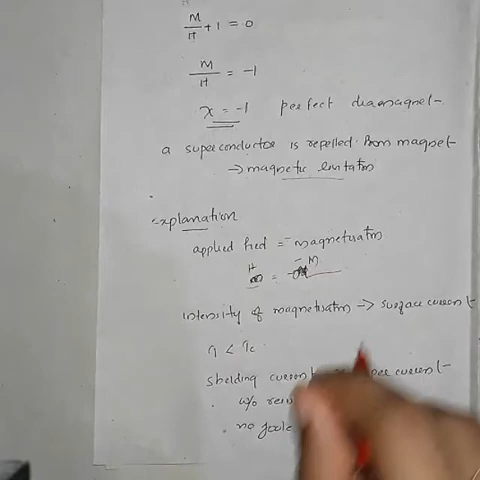 M/H + 1 = 0
M/H = -1
χ = -1 perfect diamagnet
a superconductor is repelled from magnet
→ magnetic levitation
Explanation
applied field = - magnetisation
H = - M
intensity of magnetisation → surface current
T < Tc
shielding current
current
w/o
no joule